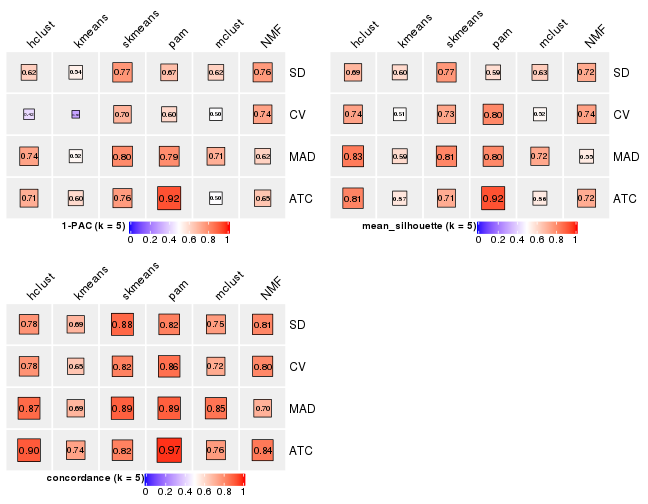 hclust kmeans skmeans pam mclust NMF
0.62 0.54 0.77 0.67 0.62 0.76 SD
0.70 0.60 0.50 0.74 CV
0.74 0.52 0.80 0.79 0.71 0.62 MAD
0.71 0.60 0.76 0.92 0.50 0.65 ATC
1-PAC (k = 5)
0 0.2 0.4 0.6 0.8 1
hclust kmeans skmeans pam mclust NMF
0.69 0.60 0.77 0.59 0.63 0.72 SD
0.74 0.51 0.73 0.80 0.52 0.74 CV
0.83 0.59 0.81 0.80 0.72 0.55 MAD
0.81 0.57 0.71 0.92 0.56 0.72 ATC
mean_silhouette (k = 5)
0 0.2 0.4 0.6 0.8 1
hclust kmeans skmeans pam mclust NMF
0.78 0.69 0.88 0.82 0.75 0.81 SD
0.78 0.65 0.82 0.86 0.72 0.80 CV
0.87 0.69 0.89 0.89 0.85 0.70 MAD
0.90 0.74 0.82 0.97 0.76 0.84 ATC
concordance (k = 5)
0 0.2 0.4 0.6 0.8 1